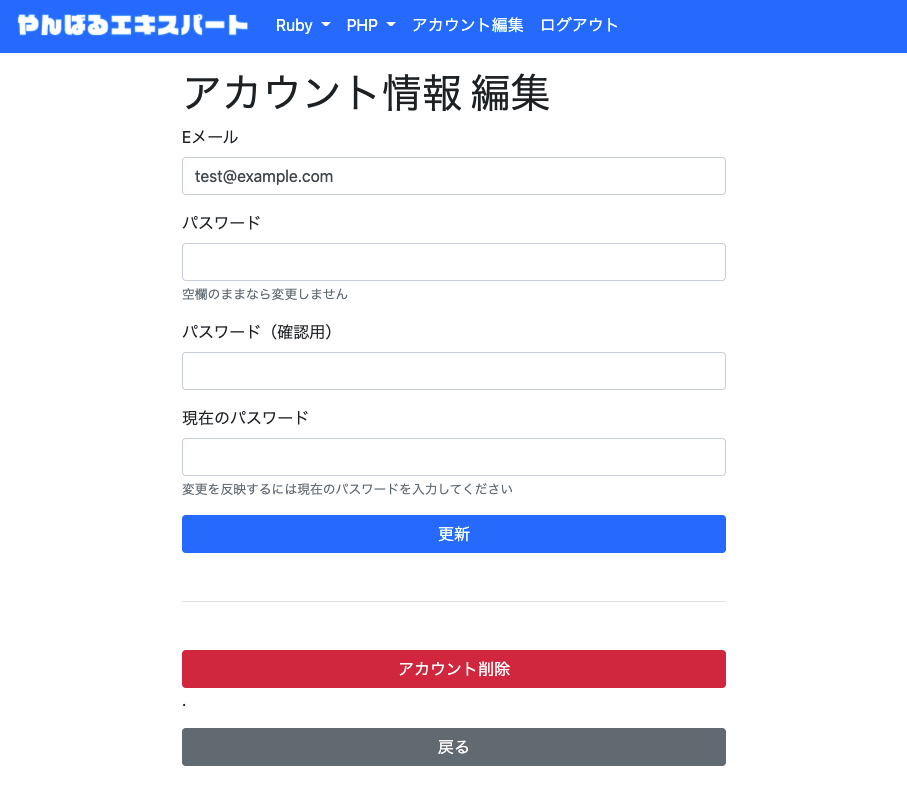 やんばるエキスパート Ruby PHP アカウント編集 ログアウト
アカウント情報 編集
Eメール
test@example.com
パスワード
空欄のままなら変更しません
パスワード（確認用）
現在のパスワード
変更を反映するには現在のパスワードを入力してください
更新
アカウント削除
.
戻る